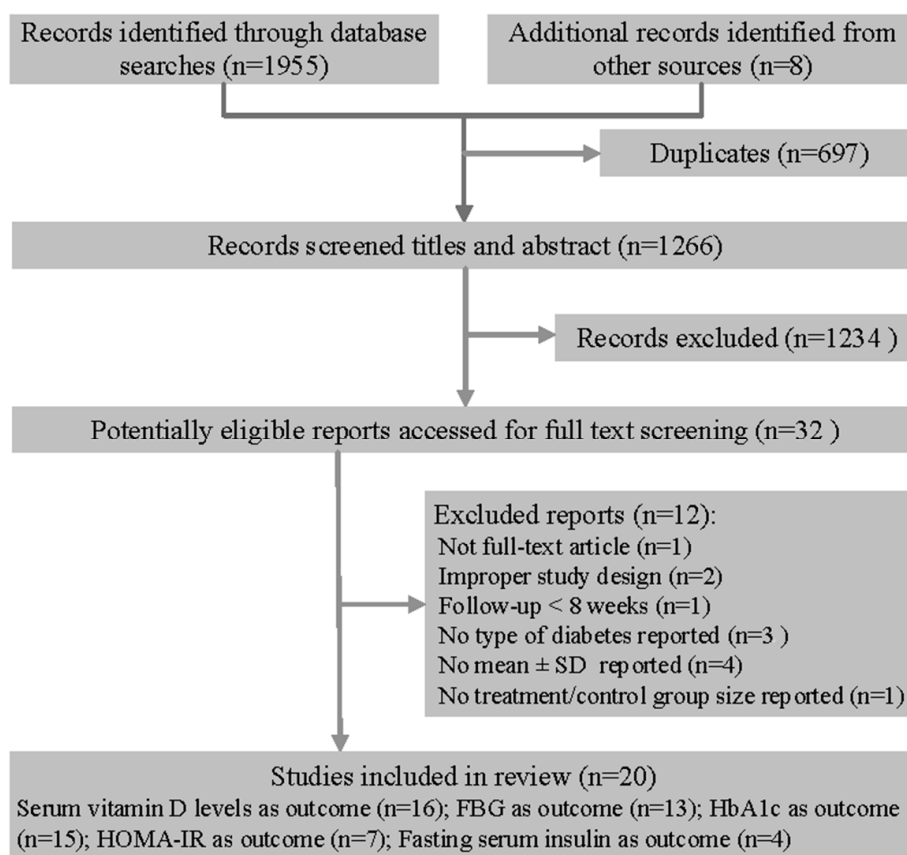 Records identified through database
searches (n=1955)
Additional records identified from
other sources (n=8)
Duplicates (n=697)
Records screened titles and abstract (n=1266)
Records excluded (n=1234 )
Potentially eligible reports accessed for full text screening (n=32 )
Excluded reports (n=12):
Not full-text article (n=1)
Improper study design (n=2)
Follow-up < 8 weeks (n=1)
No type of diabetes reported (n=3 )
No mean ± SD reported (n=4)
No treatment/control group size reported (n=1)
Studies included in review (n=20)
Serum vitamin D levels as outcome (n=16); FBG as outcome (n=13); HbA1c as outcome
(n=15); HOMA-IR as outcome (n=7); Fasting serum insulin as outcome (n=4)